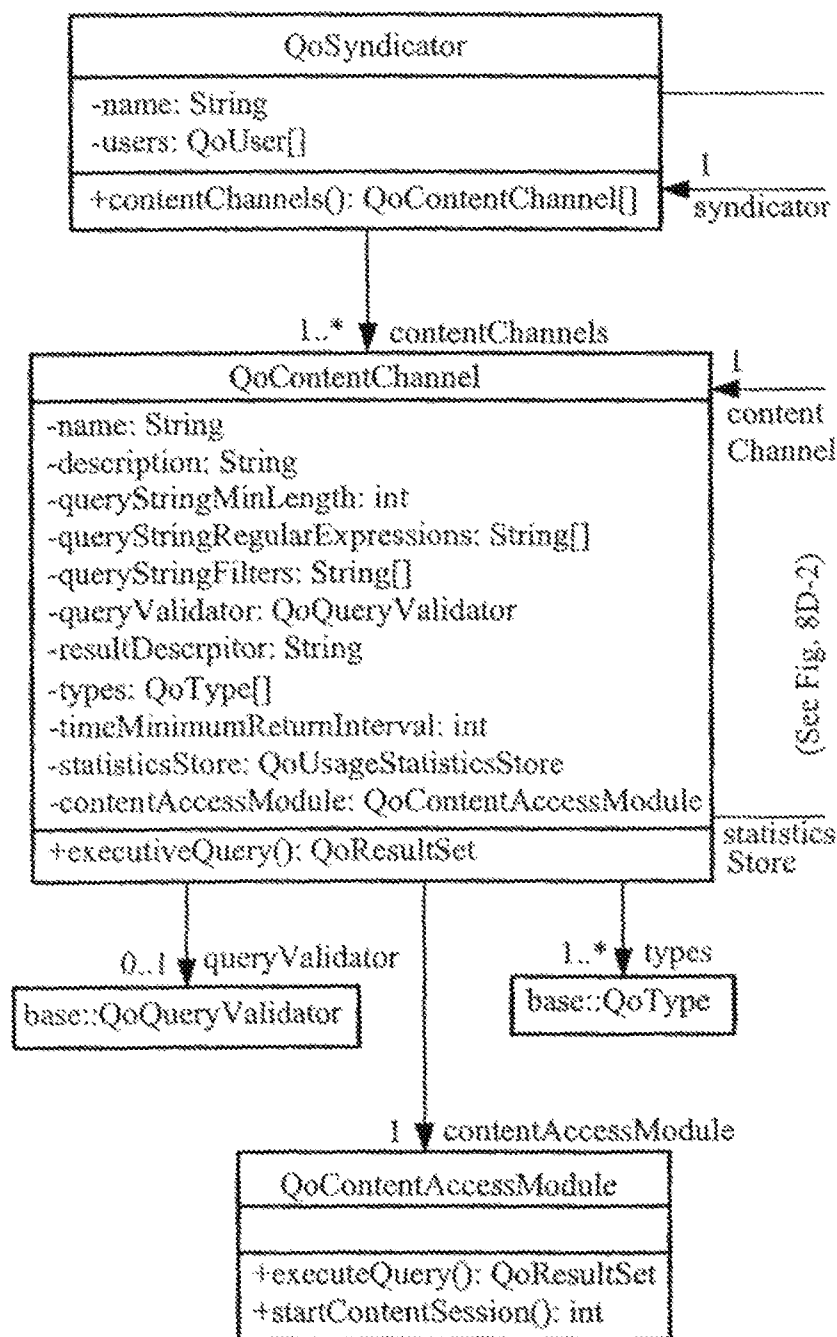 QoSyndicator
-name: String
-users: QoUser[]
+contentChannels(): QoContentChannel[]
1
syndicator
1..* contentChannels
QoContentChannel
-name: String
-description: String
-queryStringMinLength: int
-queryStringRegularExpressions: String[]
-queryStringFilters: String[]
-queryValidator: QoQueryValidator
-resultDescrpitor: String
-types: QoType[]
-timeMinimumReturnInterval: int
-statisticsStore: QoUsageStatisticsStore
-contentAccessModule: QoContentAccessModule
+executiveQuery(): QoResultSet
1
content
Channel
(See Fig. 8D-2)
statistics
Store
0..1 queryValidator
base::QoQueryValidator
1..* types
base::QoType
1 contentAccessModule
QoContentAccessModule
+executeQuery(): QoResultSet
+startContentSession(): int